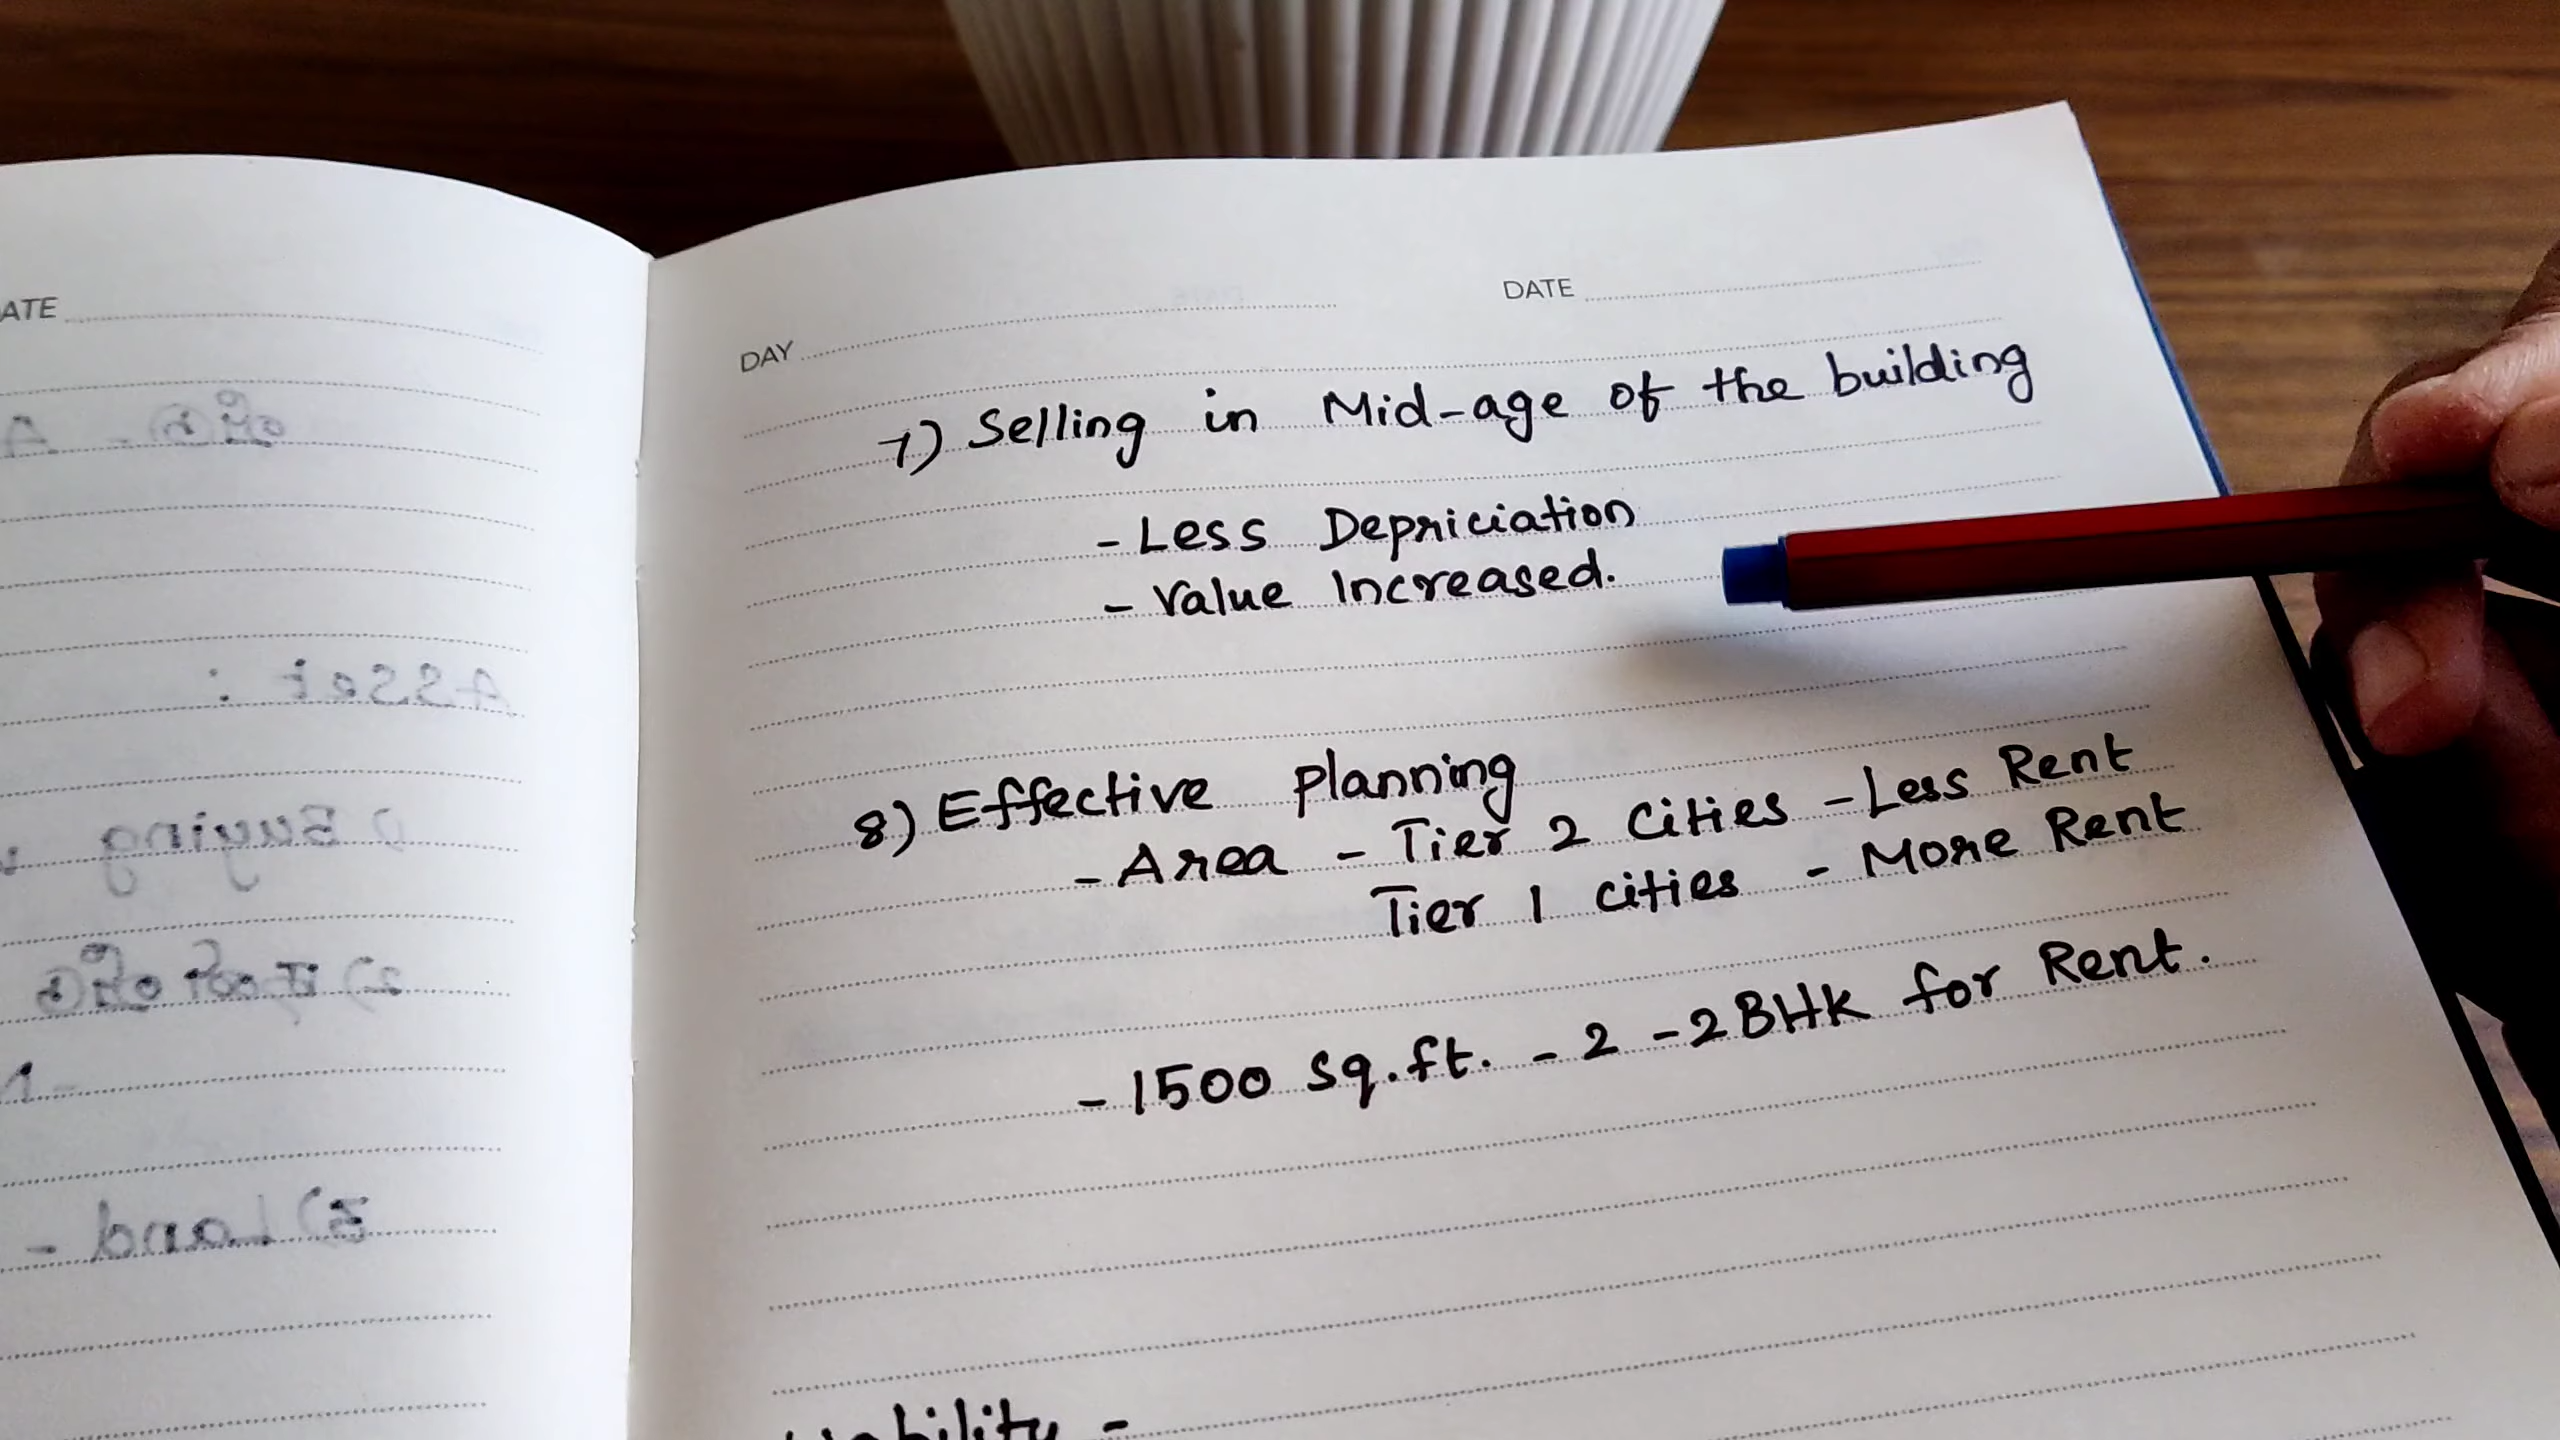 DATE
DAY
7) Selling in Mid-age of the building
- Less Depriciation
- Value Increased.
8) Effective planning
- Area - Tier 2 Cities - Less Rent
Tier 1 cities - More Rent
- 1500 sq.ft. - 2 - 2BHK for Rent.